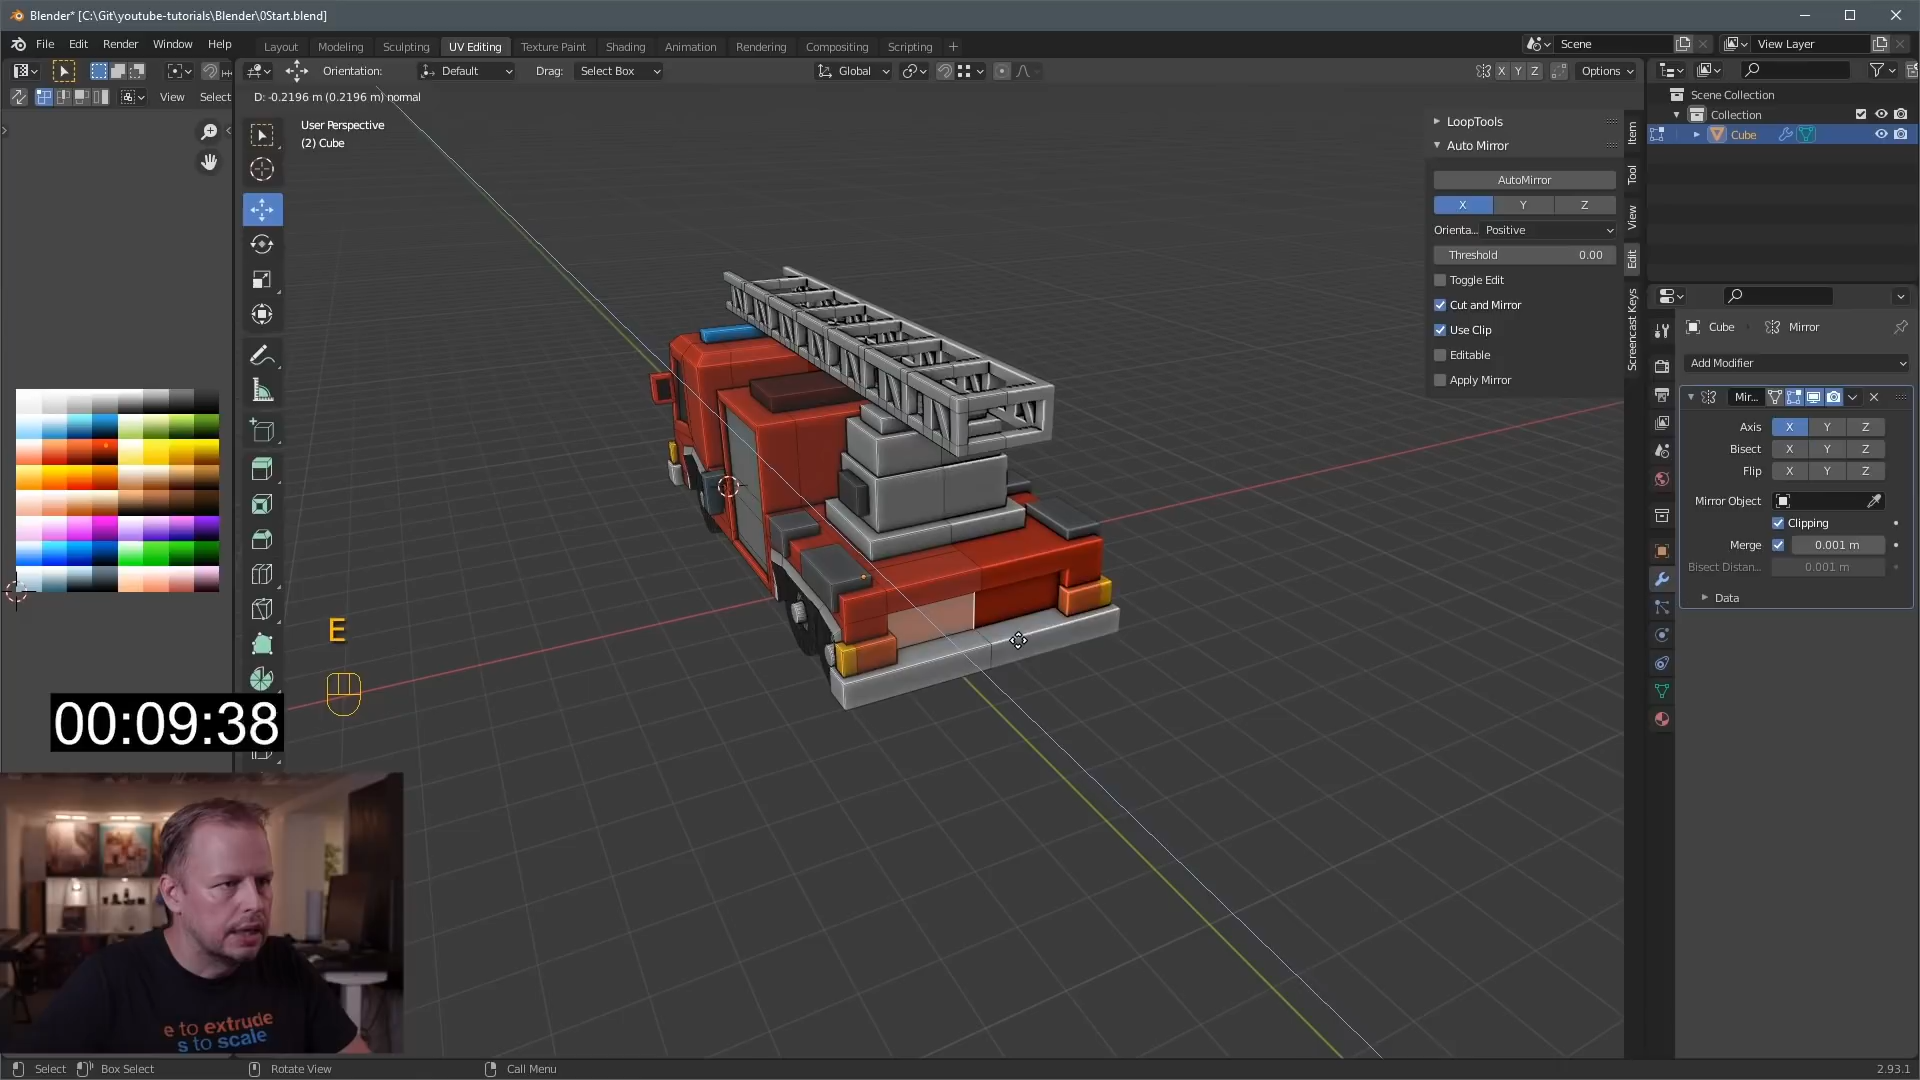 Blender* [C:\Git\youtube-tutorials\Blender\0Start.blend]
File Edit Render Window Help
Layout Modeling Sculpting UV Editing Texture Paint Shading Animation Rendering Compositing Scripting +
Scene
View Layer
Orientation: Default Drag: Select Box Global X Y Z Options
View Select
D: -0.2196 m (0.2196 m) normal
User Perspective
(2) Cube
LoopTools
Auto Mirror
AutoMirror
X Y Z
Orienta... Positive
Threshold 0.00
Toggle Edit
Cut and Mirror
Use Clip
Editable
Apply Mirror
Item
Tool
View
Edit
Screencast Keys
Scene Collection
Collection
Cube
Cube Mirror
Add Modifier
Mir...
Axis X Y Z
Bisect X Y Z
Flip X Y Z
Mirror Object
Clipping
Merge 0.001 m
Bisect Distan... 0.001 m
Data
E
00:09:38
e to extrude
s to scale
Select Box Select Rotate View Call Menu 2.93.1